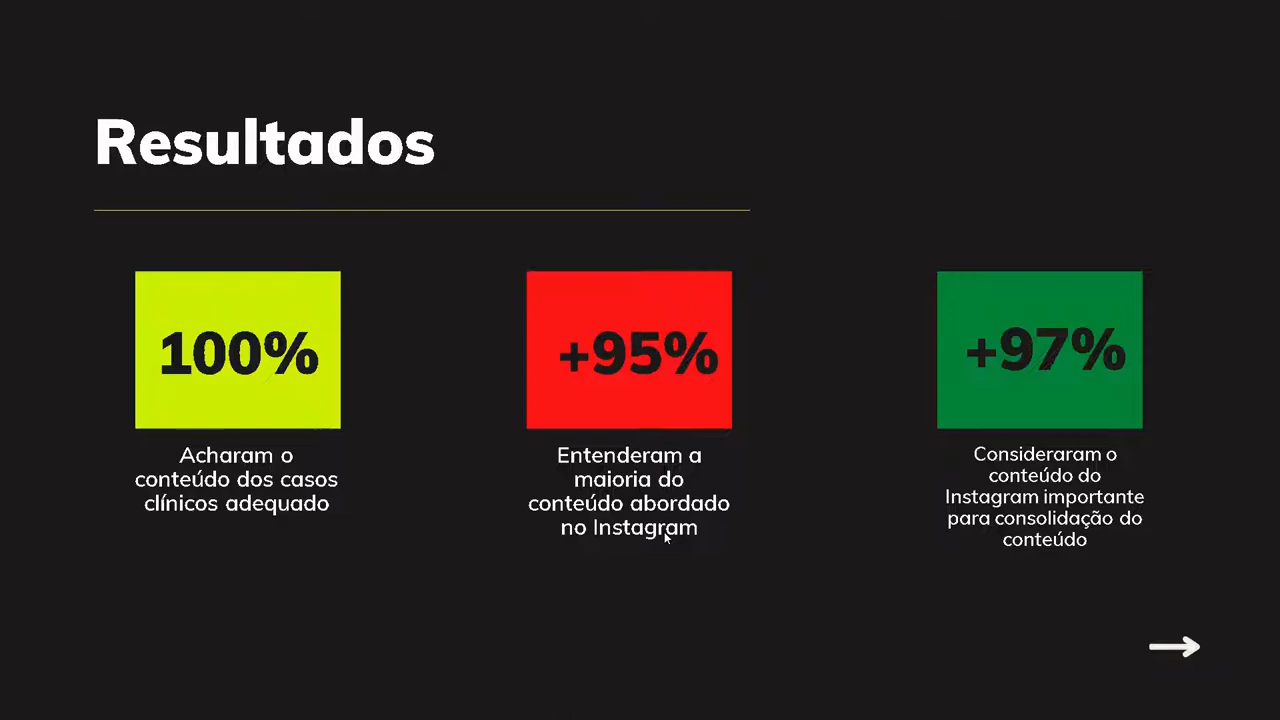 Resultados
100%
Acharam o
conteúdo dos casos
clínicos adequado
+95%
Entenderam a
maioria do
conteúdo abordado
no Instagram
+97%
Consideraram o
conteúdo do
Instagram importante
para consolidação do
conteúdo